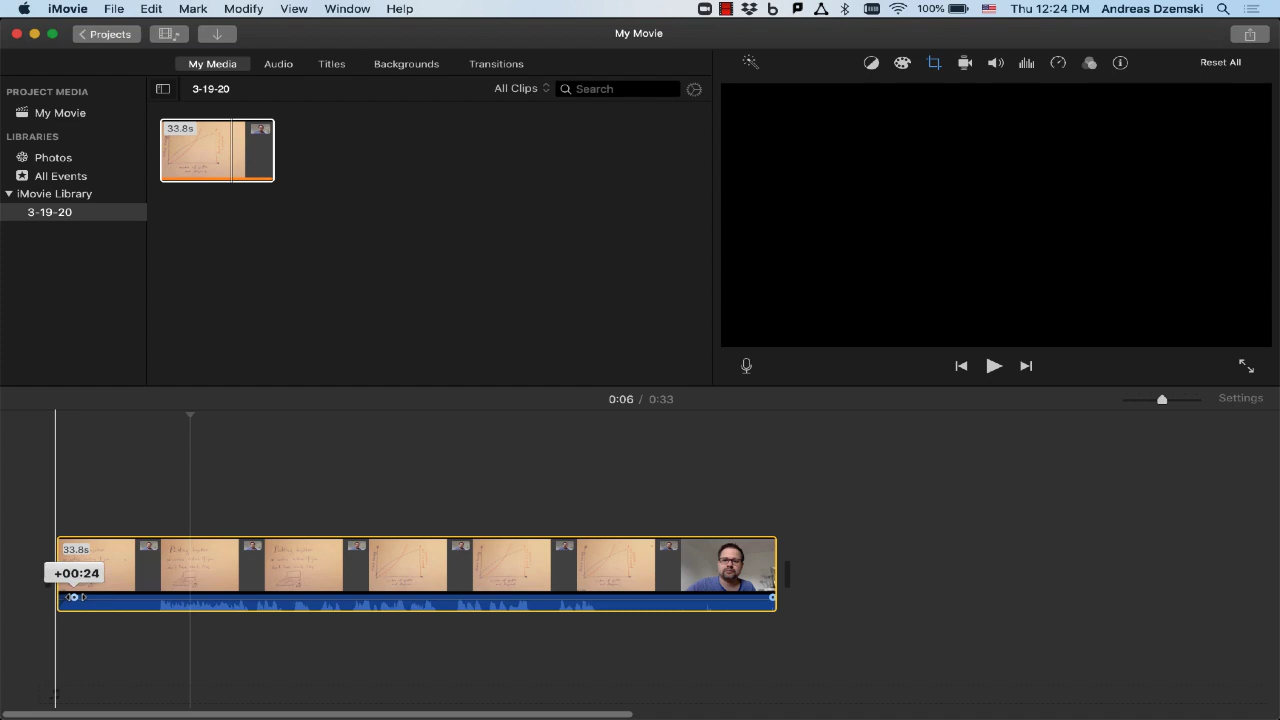 iMovie File Edit Mark Modify View Window Help 100% Thu 12:24 PM Andreas Dzemski
Projects
My Movie
My Media Audio Titles Backgrounds Transitions
Reset All
PROJECT MEDIA
3-19-20
All Clips
Search
My Movie
33.8s
LIBRARIES
Photos
All Events
iMovie Library
3-19-20
0:06 / 0:33
Settings
33.8s
+00:24